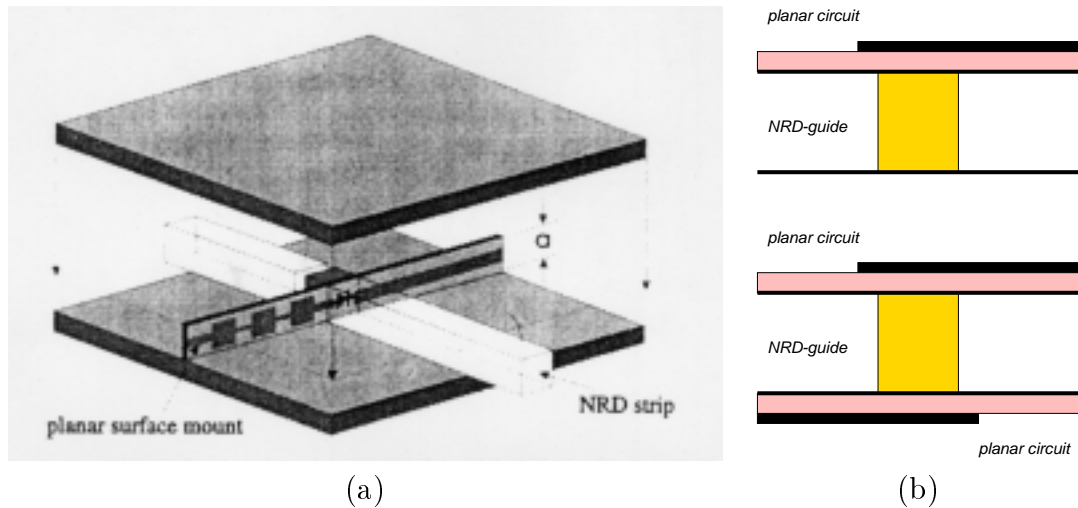 a
NRD strip
planar surface mount
(a)
planar circuit
NRD-guide
planar circuit
NRD-guide
planar circuit
(b)